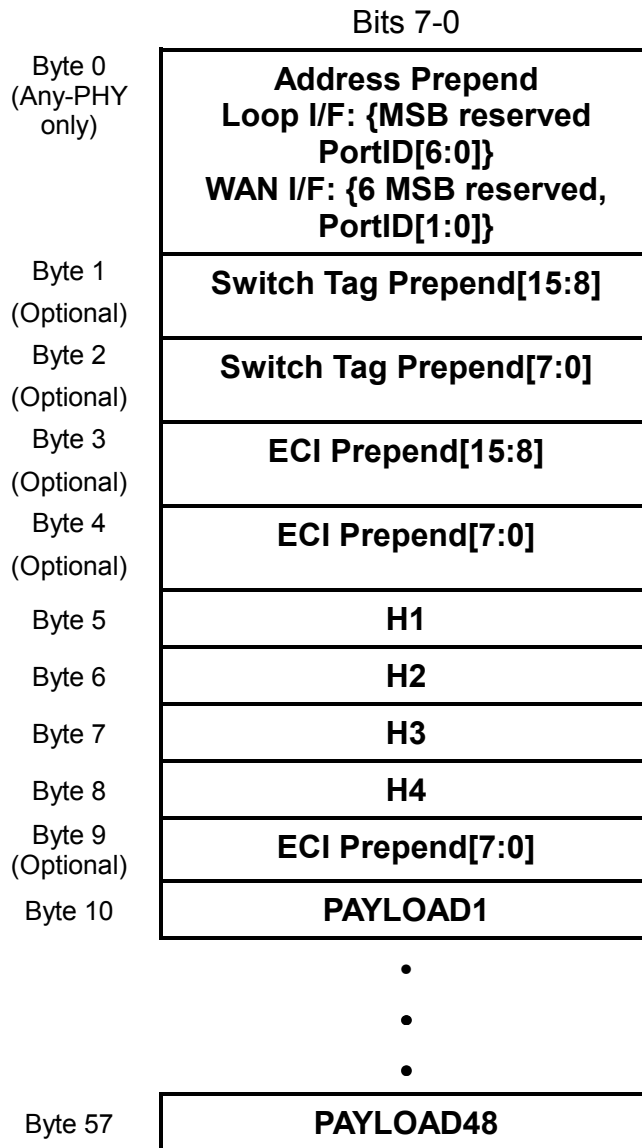 Bits 7-0
Byte 0
(Any-PHY
only)
Address Prepend
Loop I/F: {MSB reserved
PortID[6:0]}
WAN I/F: {6 MSB reserved,
PortID[1:0]}
Byte 1
(Optional)
Switch Tag Prepend[15:8]
Byte 2
(Optional)
Switch Tag Prepend[7:0]
Byte 3
(Optional)
ECI Prepend[15:8]
Byte 4
(Optional)
ECI Prepend[7:0]
Byte 5
H1
Byte 6
H2
Byte 7
H3
Byte 8
H4
Byte 9
(Optional)
ECI Prepend[7:0]
Byte 10
PAYLOAD1
•
•
•
Byte 57
PAYLOAD48